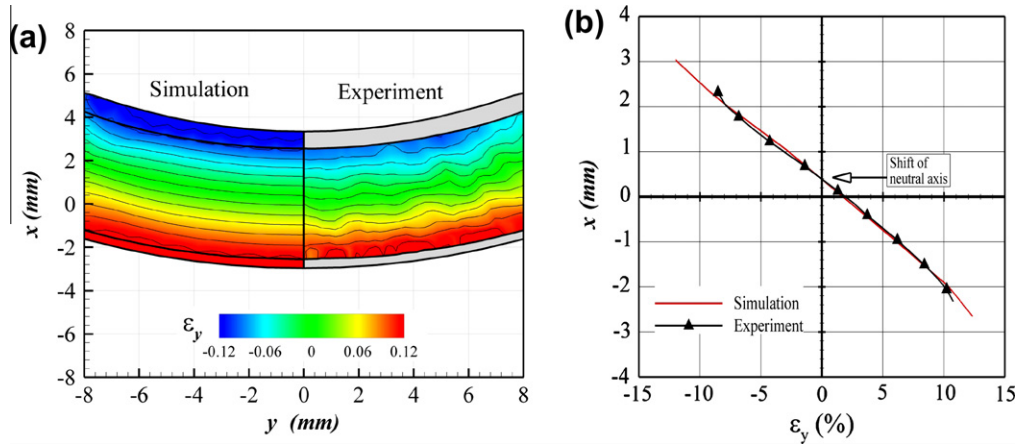 (a)
8
6
4
2
0
-2
-4
-6
-8
x (mm)
Simulation
Experiment
εy
-0.12 -0.06 0 0.06 0.12
-8 -6 -4 -2 0 2 4 6 8
y (mm)
(b)
4
3
2
1
0
-1
-2
-3
-4
x (mm)
Shift of
neutral axis
Simulation
Experiment
-15 -10 -5 0 5 10 15
εy (%)